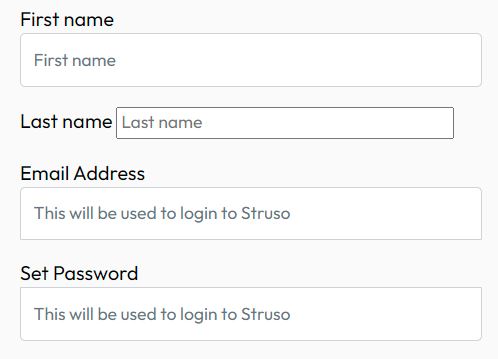 First name
First name
Last name Last name
Email Address
This will be used to login to Struso
Set Password
This will be used to login to Struso